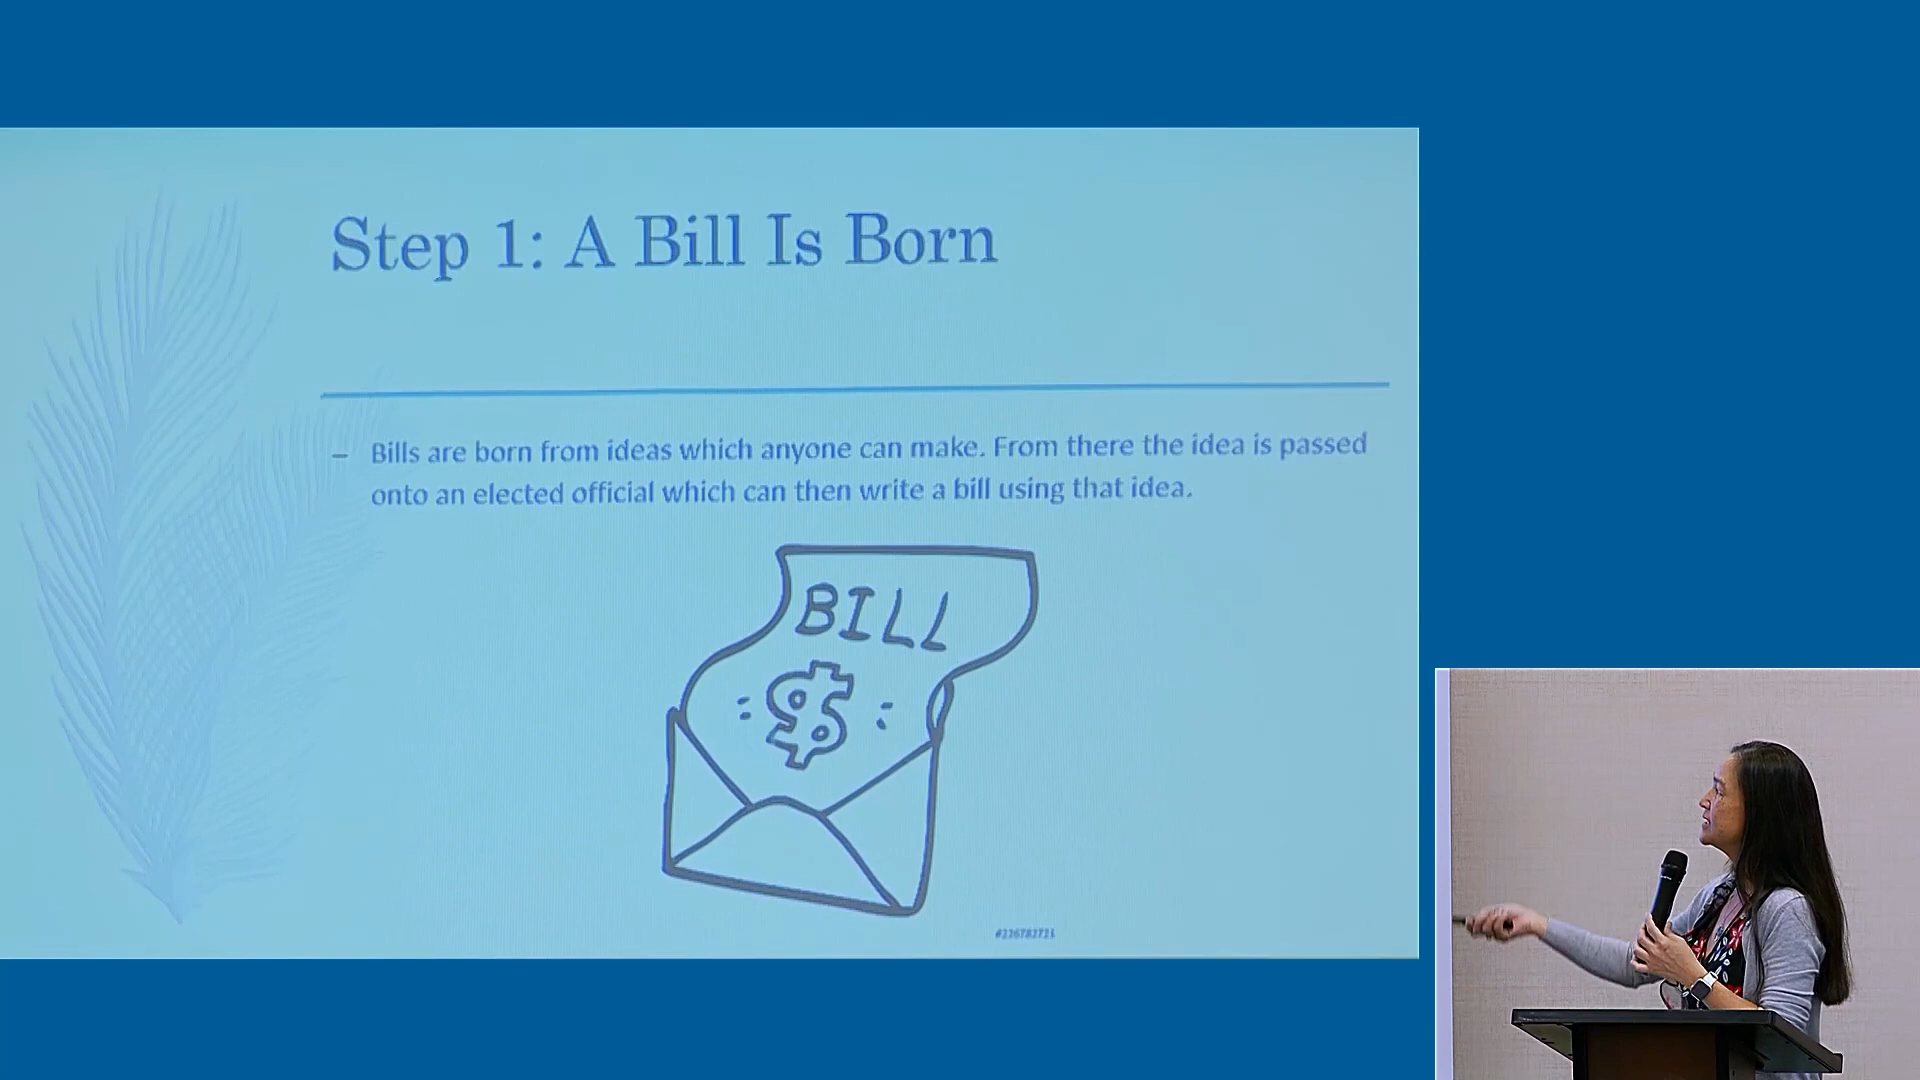 Step 1: A Bill Is Born
– Bills are born from ideas which anyone can make. From there the idea is passed
onto an elected official which can then write a bill using that idea.
BILL
$